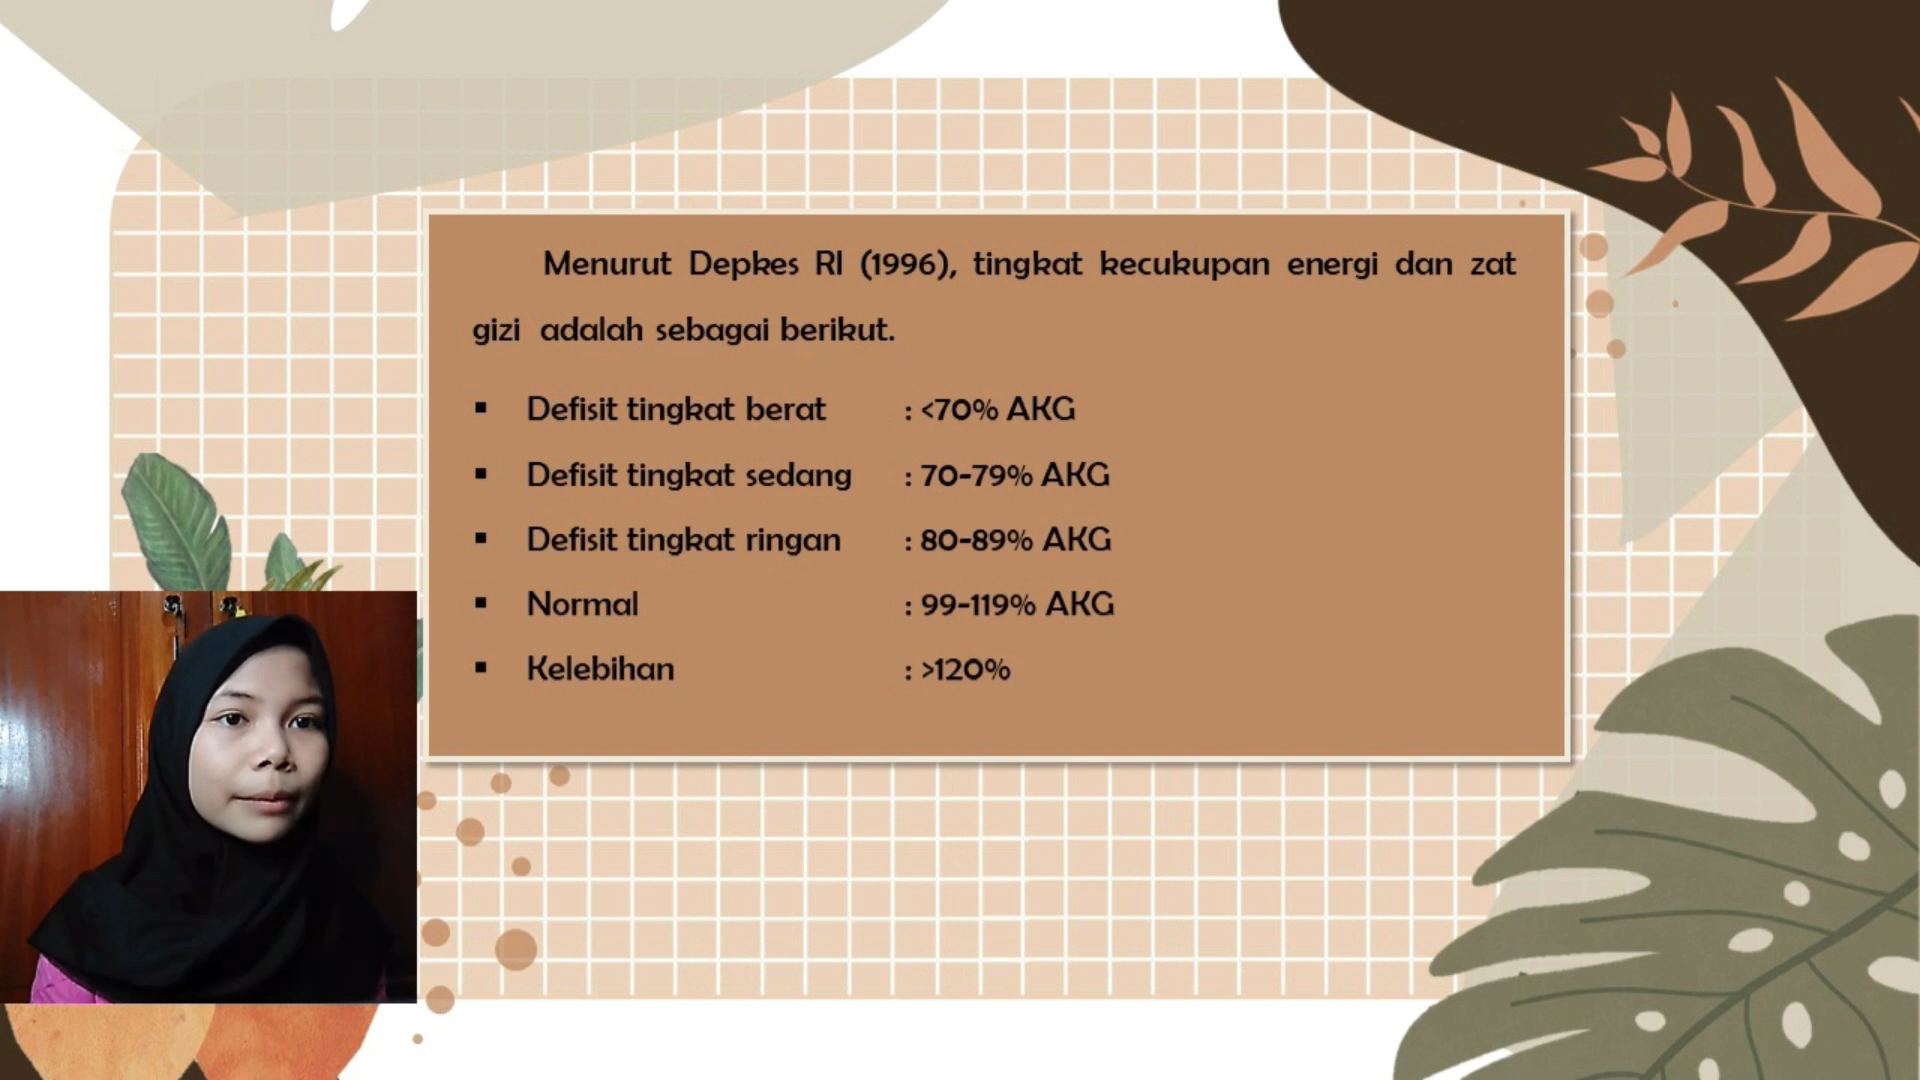 Menurut Depkes RI (1996), tingkat kecukupan energi dan zat
gizi adalah sebagai berikut.
▪ Defisit tingkat berat : <70% AKG
▪ Defisit tingkat sedang : 70-79% AKG
▪ Defisit tingkat ringan : 80-89% AKG
▪ Normal : 99-119% AKG
▪ Kelebihan : >120%